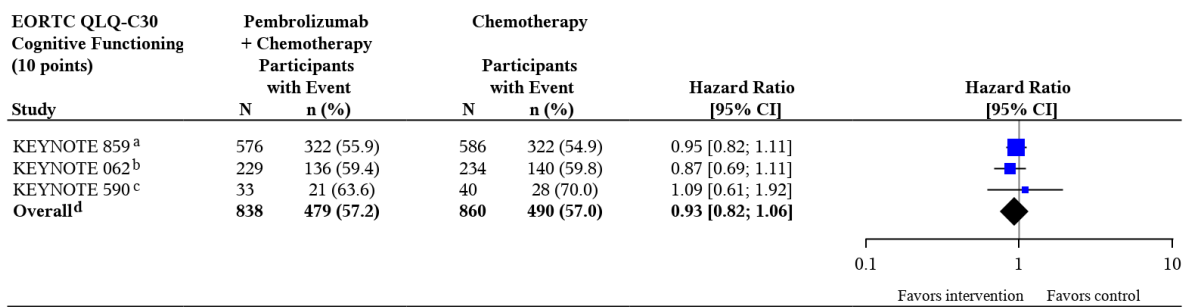 EORTC QLQ-C30 Pembrolizumab Chemotherapy
Cognitive Functioning + Chemotherapy
(10 points) Participants Participants
with Event with Event Hazard Ratio Hazard Ratio
Study N n (%) N n (%) [95% CI] [95% CI]
KEYNOTE 859 a 576 322 (55.9) 586 322 (54.9) 0.95 [0.82; 1.11]
KEYNOTE 062 b 229 136 (59.4) 234 140 (59.8) 0.87 [0.69; 1.11]
KEYNOTE 590 c 33 21 (63.6) 40 28 (70.0) 1.09 [0.61; 1.92]
Overall d 838 479 (57.2) 860 490 (57.0) 0.93 [0.82; 1.06]
0.1 1 10
Favors intervention Favors control